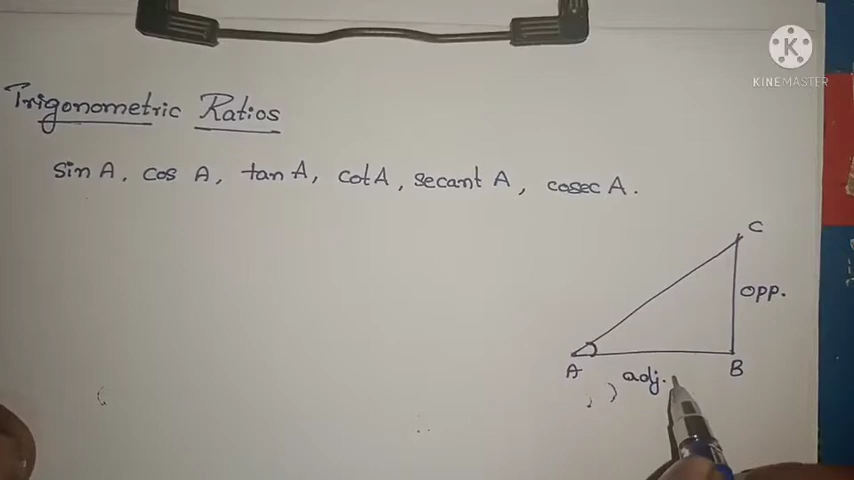 K
KINEMASTER
Trigonometric Ratios
sin A, cos A, tan A, cot A, secant A, cosec A.
C
opp.
A
B
adj.